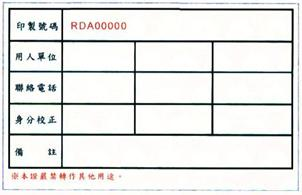 印製號碼 RDA00000
用人單位
聯絡電話
身分校正
備註
※本證嚴禁轉作其他用途。